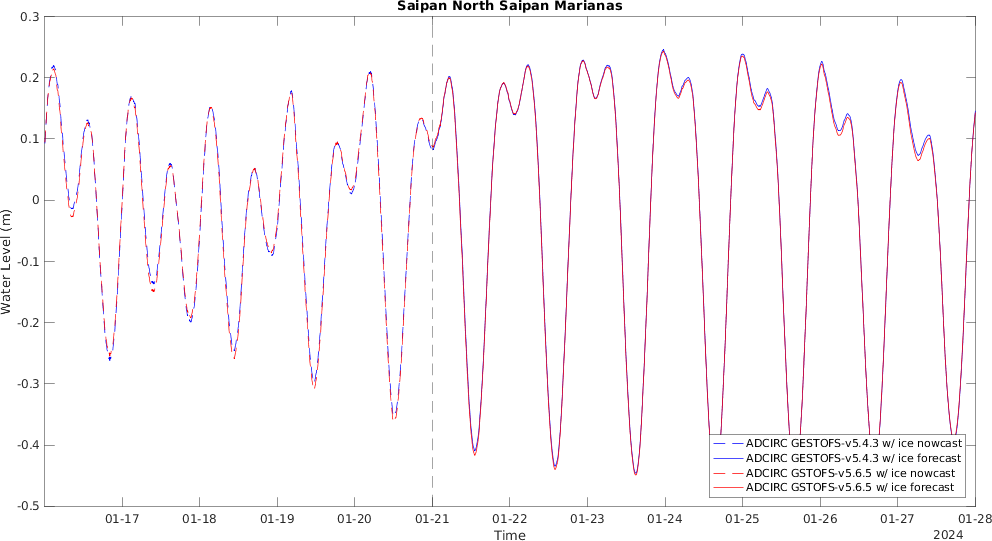 Saipan North Saipan Marianas
0.3
0.2
0.1
0
-0.1
-0.2
-0.3
-0.4
-0.5
Water Level (m)
ADCIRC GESTOFS-v5.4.3 w/ ice nowcast
ADCIRC GESTOFS-v5.4.3 w/ ice forecast
ADCIRC GSTOFS-v5.6.5 w/ ice nowcast
ADCIRC GSTOFS-v5.6.5 w/ ice forecast
01-17 01-18 01-19 01-20 01-21 01-22 01-23 01-24 01-25 01-26 01-27 01-28
Time
2024